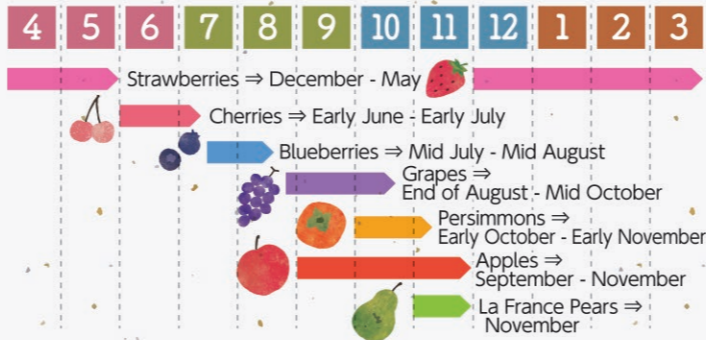 4 5 6 7 8 9 10 11 12 1 2 3
Strawberries ⇒ December - May
Cherries ⇒ Early June - Early July
Blueberries ⇒ Mid July - Mid August
Grapes ⇒
End of August - Mid October
Persimmons ⇒
Early October - Early November
Apples ⇒
September - November
La France Pears ⇒
November